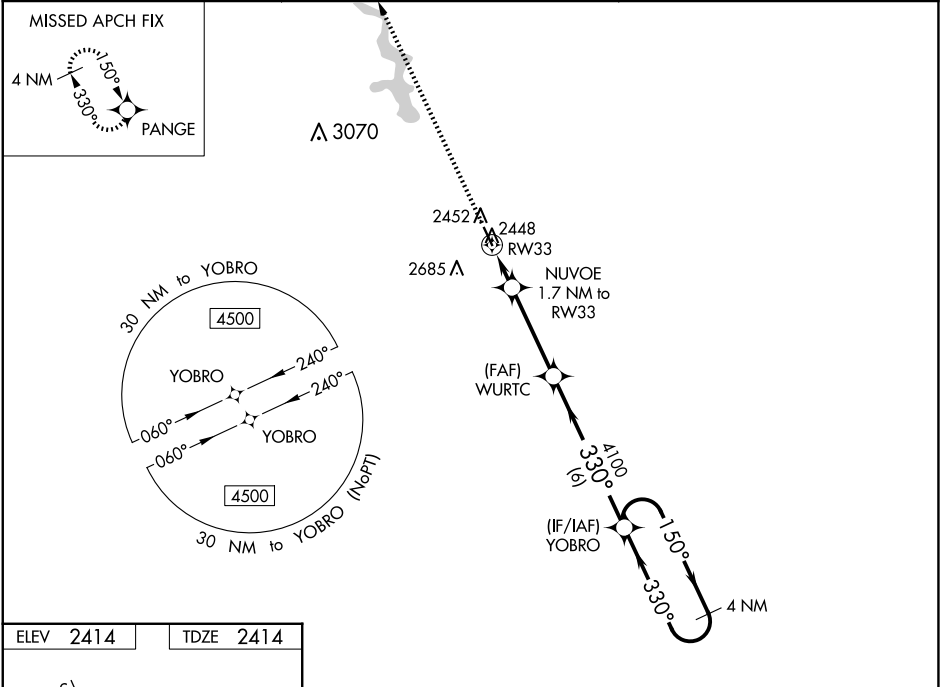 MISSED APCH FIX
4 NM
150°
330°
PANGE
3070
2452
2448
RW33
2685
NUVOE
1.7 NM to
RW33
30 NM to YOBRO
4500
YOBRO
240°
060°
240°
YOBRO
060°
4500
30 NM to YOBRO (NoPT)
(FAF)
WURTC
4100
330°
(6)
(IF/IAF)
YOBRO
150°
330°
4 NM
ELEV 2414
TDZE 2414